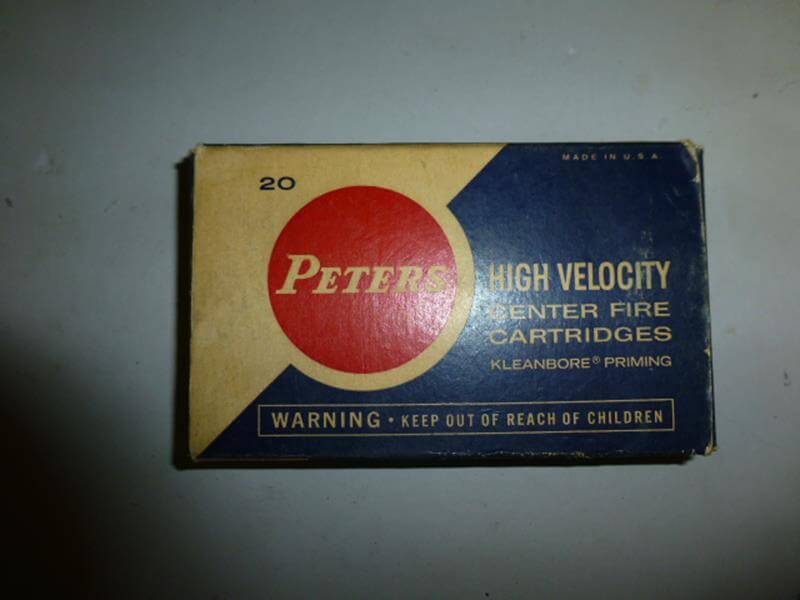 20
MADE IN U.S.A.
PETERS
HIGH VELOCITY
CENTER FIRE
CARTRIDGES
KLEANBORE® PRIMING
WARNING • KEEP OUT OF REACH OF CHILDREN